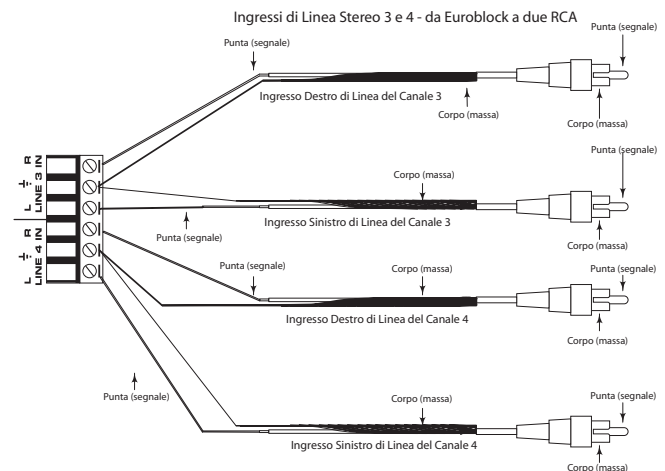 Ingressi di Linea Stereo 3 e 4 - da Euroblock a due RCA
Punta (segnale)
Punta (segnale)
Ingresso Destro di Linea del Canale 3
Corpo (massa)
Corpo (massa)
Punta (segnale)
Corpo (massa)
Ingresso Sinistro di Linea del Canale 3
Punta (segnale)
Corpo (massa)
R
L
LINE 3 IN
R
L
LINE 4 IN
Punta (segnale)
Corpo (massa)
Punta (segnale)
Ingresso Destro di Linea del Canale 4
Corpo (massa)
Punta (segnale)
Corpo (massa)
Punta (segnale)
Ingresso Sinistro di Linea del Canale 4
Corpo (massa)